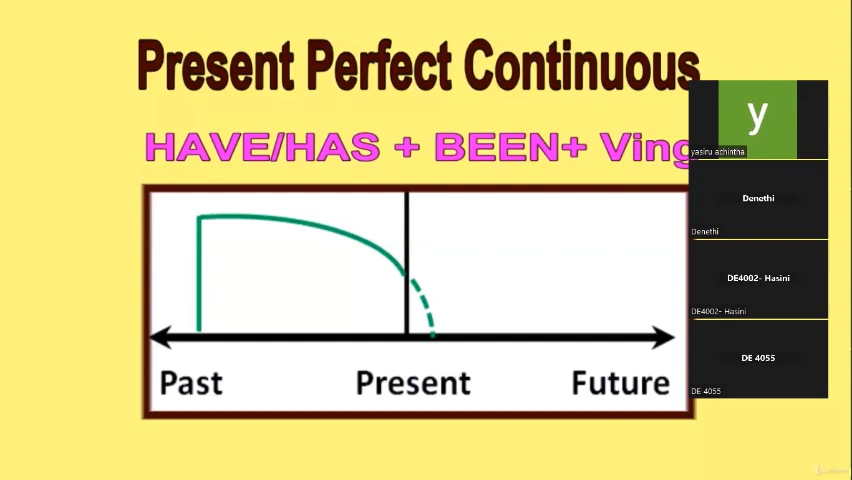 Present Perfect Continuous
HAVE/HAS + BEEN+ Ving
Past Present Future
y
yasiru achintha
Denethi
Denethi
DE4002- Hasini
DE4002- Hasini
DE 4055
DE 4055